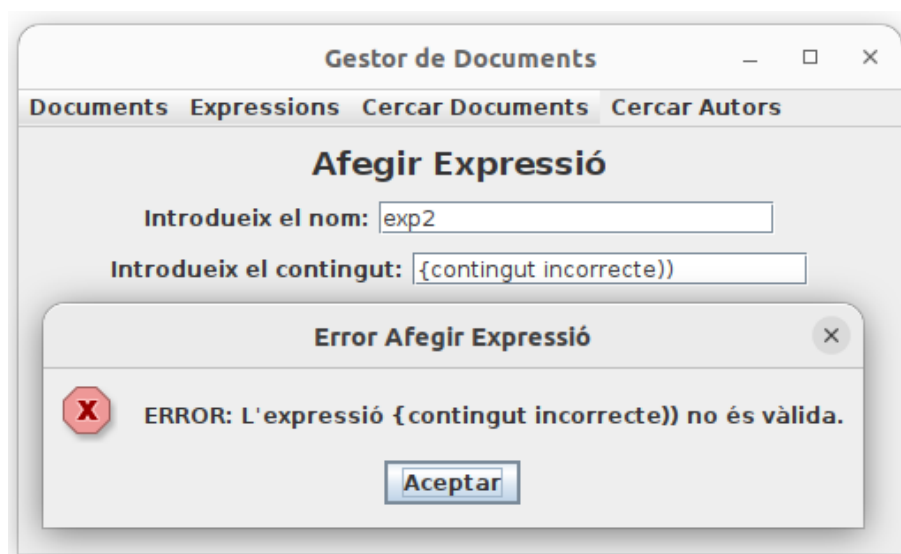 Gestor de Documents
Documents Expressions Cercar Documents Cercar Autors
Afegir Expressió
Introdueix el nom: exp2
Introdueix el contingut: {contingut incorrecte))
Error Afegir Expressió
X
ERROR: L'expressió {contingut incorrecte)) no és vàlida.
Aceptar